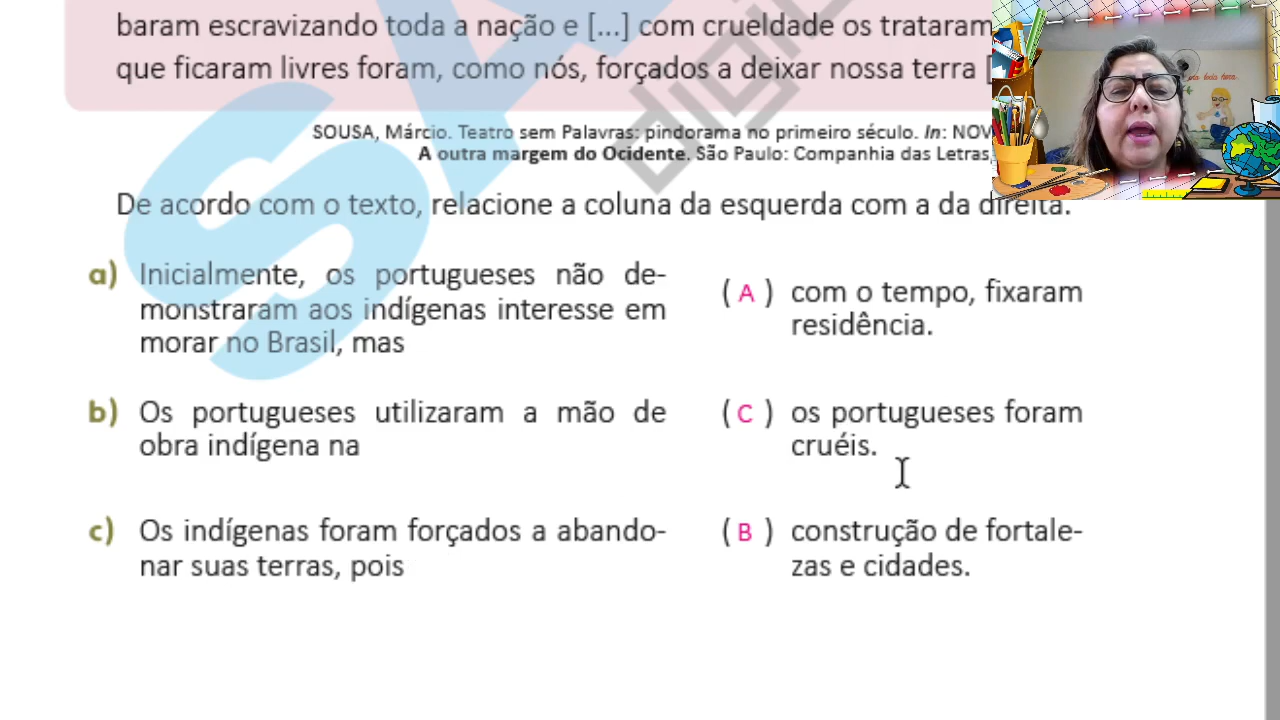 baram escravizando toda a nação e [...] com crueldade os trataram
que ficaram livres foram, como nós, forçados a deixar nossa terra [
SOUSA, Márcio. Teatro sem Palavras: pindorama no primeiro século. In: NOV
A outra margem do Ocidente. São Paulo: Companhia das Letras,
De acordo com o texto, relacione a coluna da esquerda com a da direita.
a) Inicialmente, os portugueses não de-
monstraram aos indígenas interesse em
morar no Brasil, mas
( A ) com o tempo, fixaram
residência.
b) Os portugueses utilizaram a mão de
obra indígena na
( C ) os portugueses foram
cruéis.
c) Os indígenas foram forçados a abando-
nar suas terras, pois
( B ) construção de fortale-
zas e cidades.